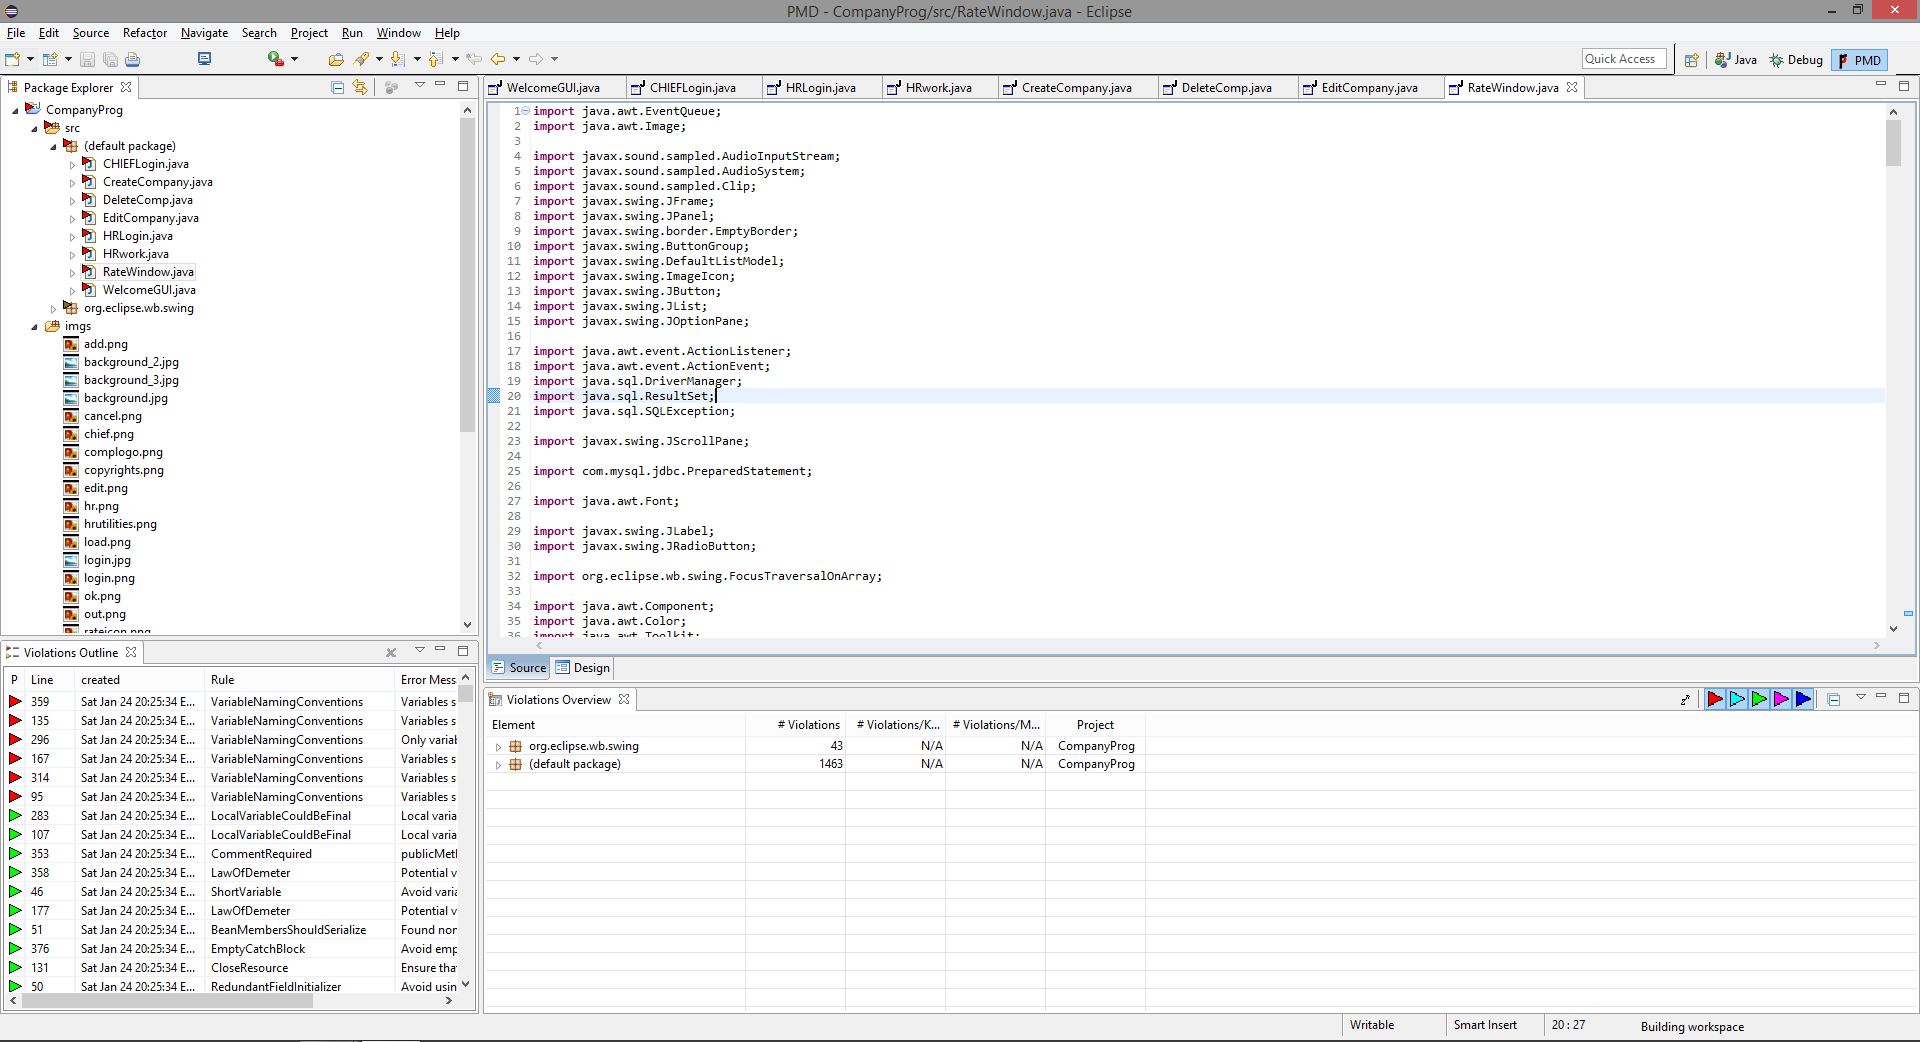 PMD - CompanyProg/src/RateWindow.java - Eclipse
File Edit Source Refactor Navigate Search Project Run Window Help
Quick Access Java Debug PMD
Package Explorer
CompanyProg
src
(default package)
CHIEFLogin.java
CreateCompany.java
DeleteComp.java
EditCompany.java
HRLogin.java
HRwork.java
RateWindow.java
WelcomeGUI.java
org.eclipse.wb.swing
imgs
add.png
background_2.jpg
background_3.jpg
background.jpg
cancel.png
chief.png
complogo.png
copyrights.png
edit.png
hr.png
hrutilities.png
load.png
login.jpg
login.png
ok.png
out.png
rateicon.png
WelcomeGUI.java CHIEFLogin.java HRLogin.java HRwork.java CreateCompany.java DeleteComp.java EditCompany.java RateWindow.java
1 import java.awt.EventQueue;
2 import java.awt.Image;
3
4 import javax.sound.sampled.AudioInputStream;
5 import javax.sound.sampled.AudioSystem;
6 import javax.sound.sampled.Clip;
7 import javax.swing.JFrame;
8 import javax.swing.JPanel;
9 import javax.swing.border.EmptyBorder;
10 import javax.swing.ButtonGroup;
11 import javax.swing.DefaultListModel;
12 import javax.swing.ImageIcon;
13 import javax.swing.JButton;
14 import javax.swing.JList;
15 import javax.swing.JOptionPane;
16
17 import java.awt.event.ActionListener;
18 import java.awt.event.ActionEvent;
19 import java.sql.DriverManager;
20 import java.sql.ResultSet;
21 import java.sql.SQLException;
22
23 import javax.swing.JScrollPane;
24
25 import com.mysql.jdbc.PreparedStatement;
26
27 import java.awt.Font;
28
29 import javax.swing.JLabel;
30 import javax.swing.JRadioButton;
31
32 import org.eclipse.wb.swing.FocusTraversalOnArray;
33
34 import java.awt.Component;
35 import java.awt.Color;
36 import java.awt.Toolkit;
Source Design
Violations Outline
P Line created Rule Error Mess
359 Sat Jan 24 20:25:34 E... VariableNamingConventions Variables s
135 Sat Jan 24 20:25:34 E... VariableNamingConventions Variables s
296 Sat Jan 24 20:25:34 E... VariableNamingConventions Only variab
167 Sat Jan 24 20:25:34 E... VariableNamingConventions Variables s
314 Sat Jan 24 20:25:34 E... VariableNamingConventions Variables s
95 Sat Jan 24 20:25:34 E... VariableNamingConventions Variables s
283 Sat Jan 24 20:25:34 E... LocalVariableCouldBeFinal Local varia
107 Sat Jan 24 20:25:34 E... LocalVariableCouldBeFinal Local varia
353 Sat Jan 24 20:25:34 E... CommentRequired publicMetl
358 Sat Jan 24 20:25:34 E... LawOfDemeter Potential v
46 Sat Jan 24 20:25:34 E... ShortVariable Avoid varia
177 Sat Jan 24 20:25:34 E... LawOfDemeter Potential v
51 Sat Jan 24 20:25:34 E... BeanMembersShouldSerialize Found non
376 Sat Jan 24 20:25:34 E... EmptyCatchBlock Avoid emp
131 Sat Jan 24 20:25:34 E... CloseResource Ensure tha
50 Sat Jan 24 20:25:34 E... RedundantFieldInitializer Avoid usin
Violations Overview
Element # Violations # Violations/K... # Violations/M... Project
org.eclipse.wb.swing 43 N/A N/A CompanyProg
(default package) 1463 N/A N/A CompanyProg
Writable Smart Insert 20 : 27 Building workspace